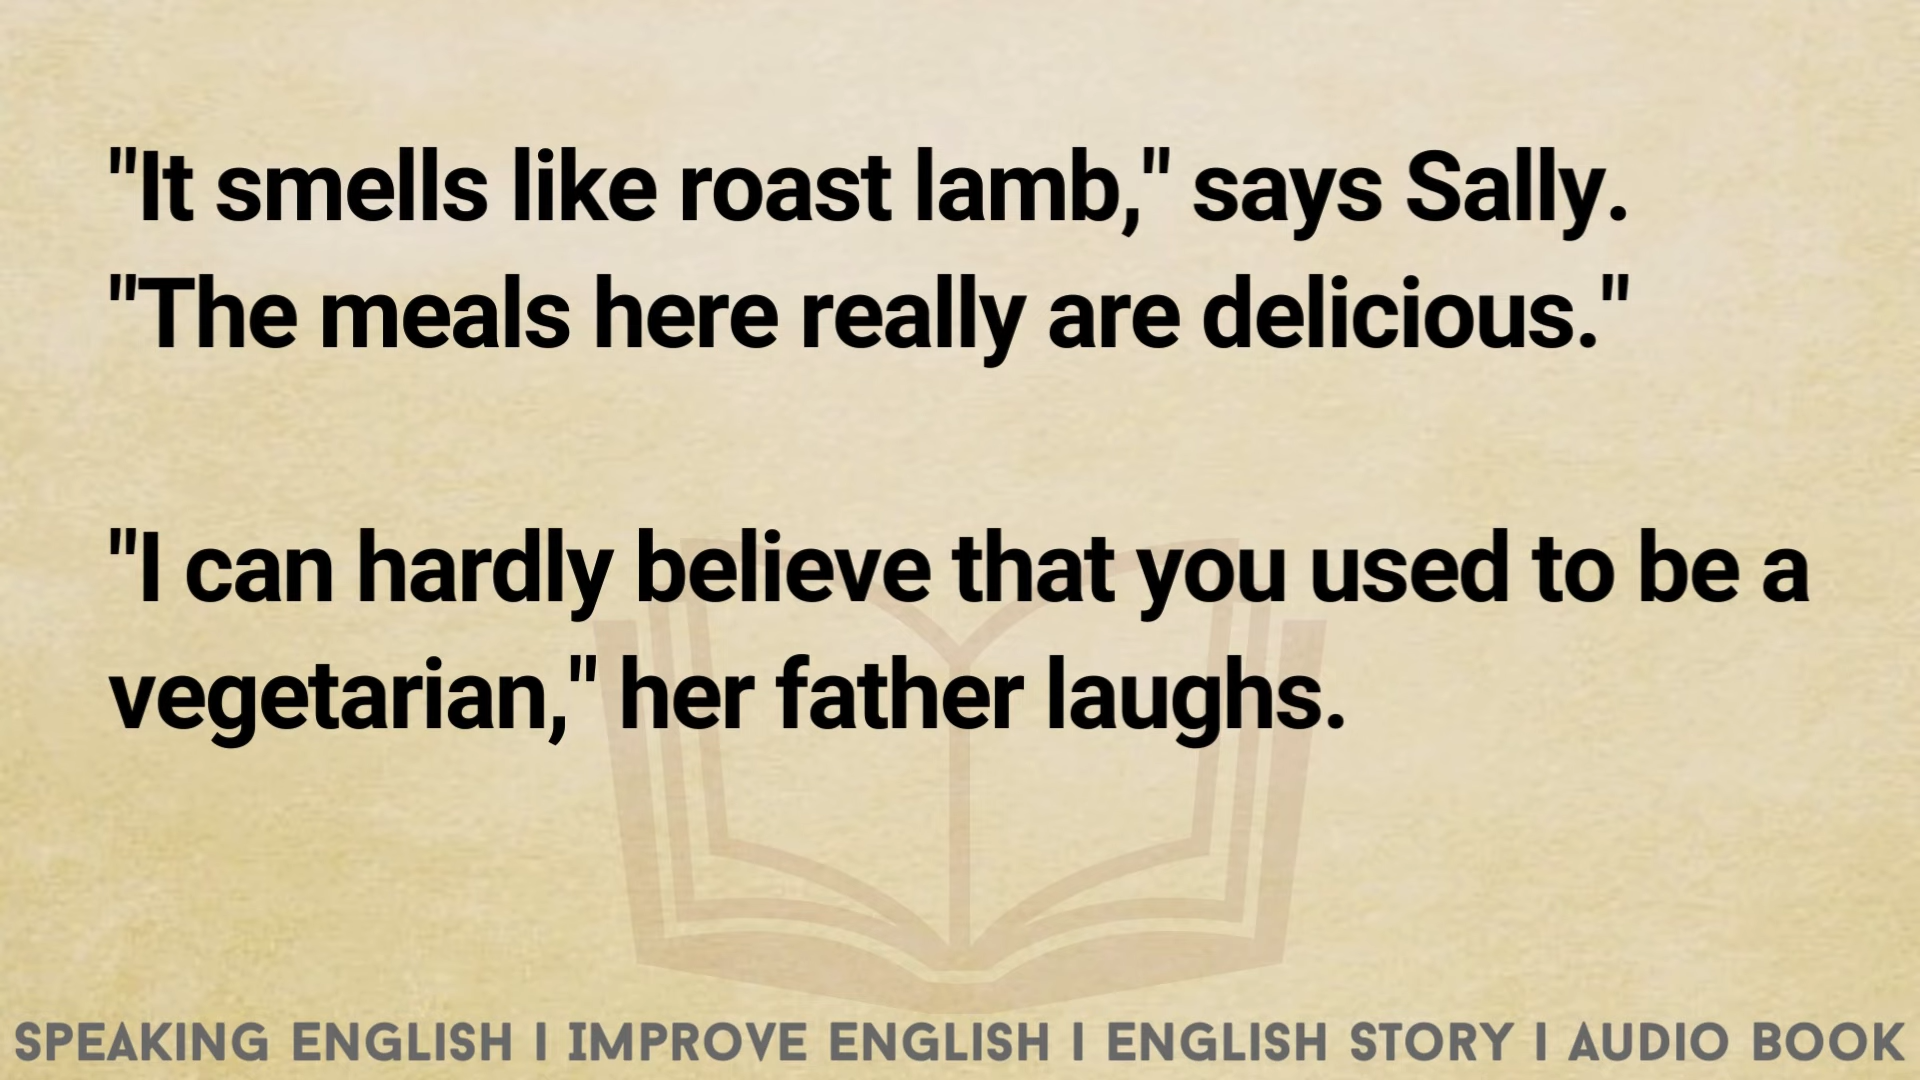 "It smells like roast lamb," says Sally.
"The meals here really are delicious."
"I can hardly believe that you used to be a
vegetarian," her father laughs.
SPEAKING ENGLISH I IMPROVE ENGLISH I ENGLISH STORY I AUDIO BOOK